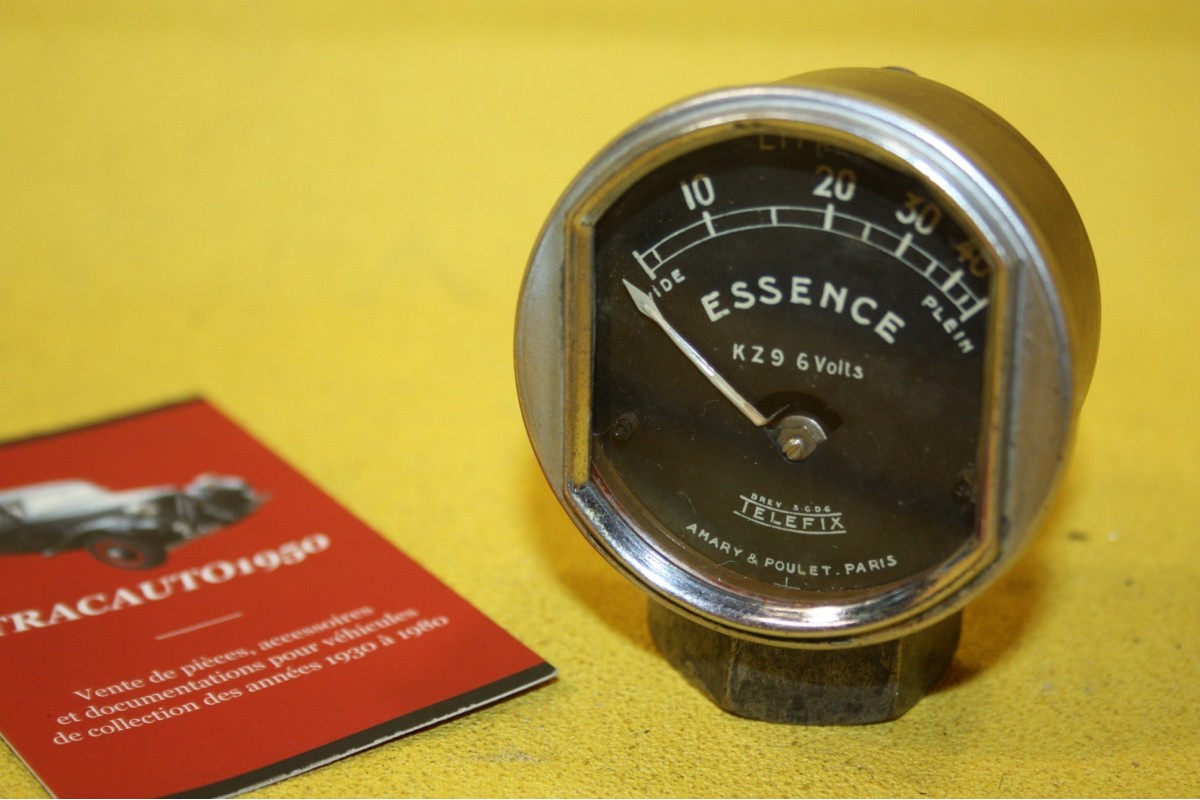 10 20 30 40
VIDE
PLEIN
ESSENCE
KZ9 6 Volts
BREV. S.G.D.G
TELEFIX
AMARY & POULET. PARIS
TRACAUTO1950
Vente de pièces, accessoires
et documentations pour véhicules
de collection des années 1930 à 1980